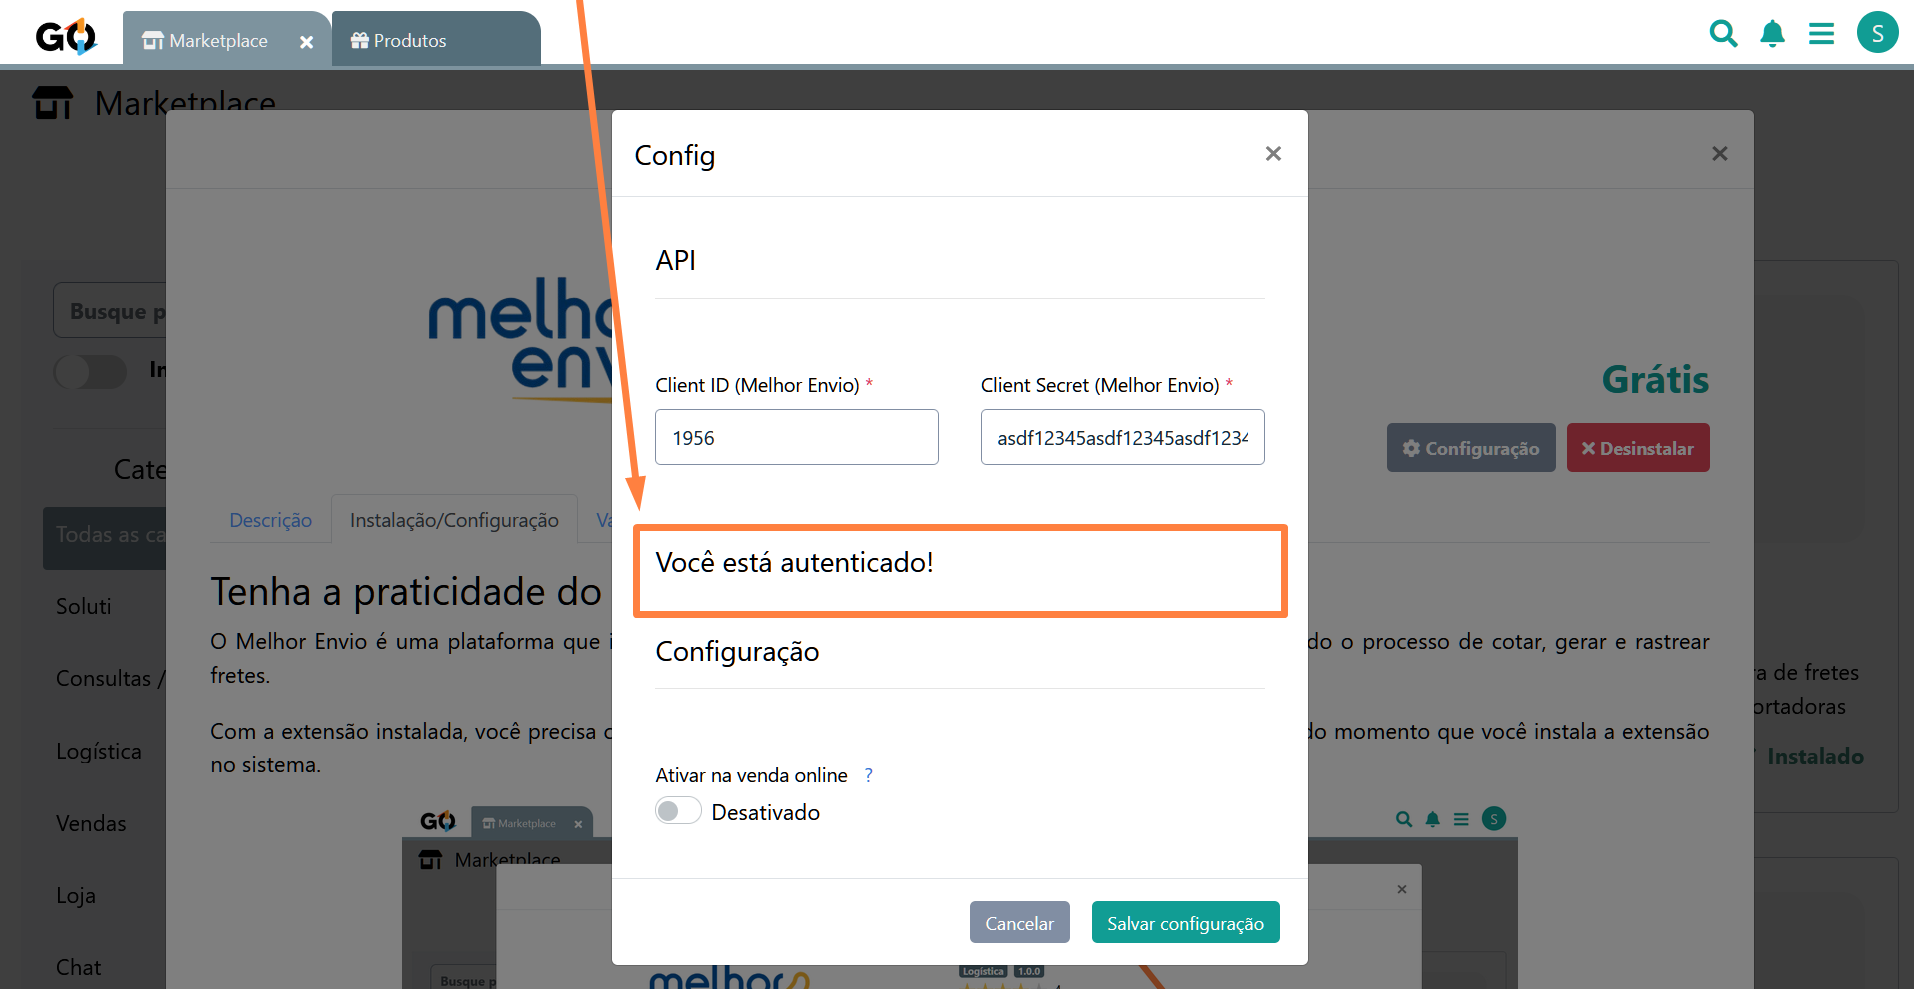 GO
Marketplace
Produtos
S
Marketplace
Config
API
Busque p
melho
envi
Grátis
Client ID (Melhor Envio) *
Client Secret (Melhor Envio) *
1956
asdf12345asdf12345asdf1234
Configuração
Desinstalar
Cate
Descrição
Instalação/Configuração
Va
Todas as ca
Você está autenticado!
Tenha a praticidade do
Soluti
O Melhor Envio é uma plataforma que i
do o processo de cotar, gerar e rastrear
fretes.
Configuração
Consultas /
ra de fretes
ortadoras
Com a extensão instalada, você precisa c
do momento que você instala a extensão
no sistema.
Logística
Instalado
Ativar na venda online ?
Desativado
Vendas
GO
Marketplace
S
Marketplace
Loja
Cancelar
Salvar configuração
Chat
Busque p
melhor
Logística
1.0.0